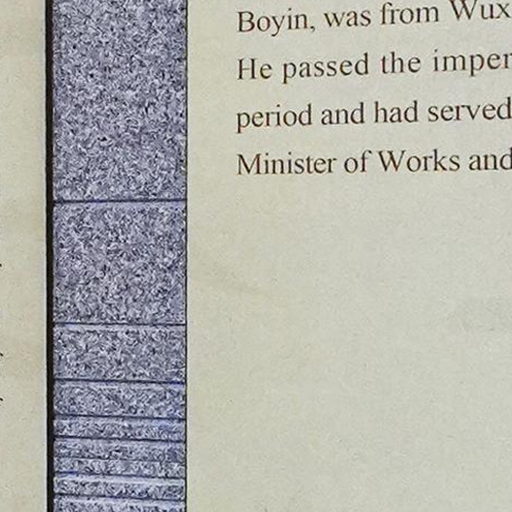 Boyin, was from Wux
He passed the imper
period and had served
Minister of Works and